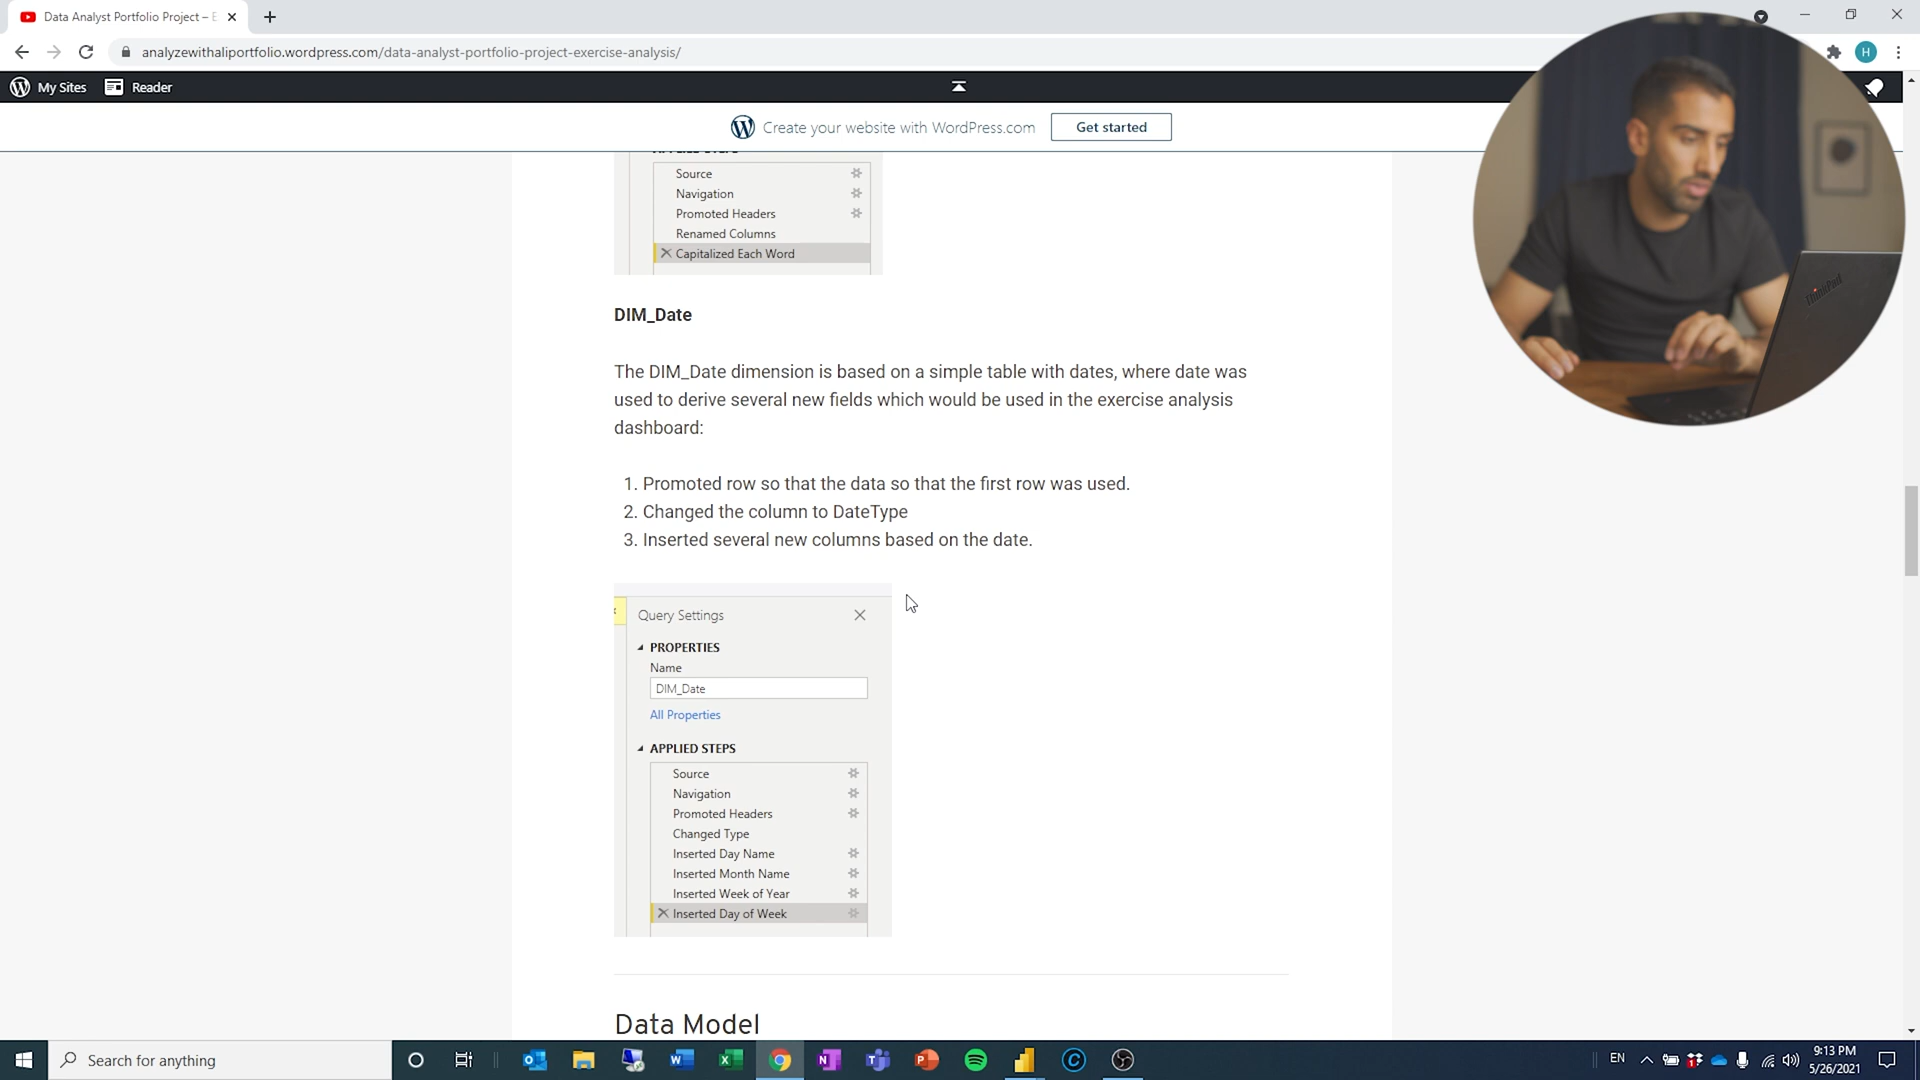 Data Analyst Portfolio Project – E
analyzewithaliportfolio.wordpress.com/data-analyst-portfolio-project-exercise-analysis/
H
My Sites
Reader
Create your website with WordPress.com
Get started
Source
Navigation
Promoted Headers
Renamed Columns
Capitalized Each Word
DIM_Date
The DIM_Date dimension is based on a simple table with dates, where date was
used to derive several new fields which would be used in the exercise analysis
dashboard:
1. Promoted row so that the data so that the first row was used.
2. Changed the column to DateType
3. Inserted several new columns based on the date.
Query Settings
PROPERTIES
Name
DIM_Date
All Properties
APPLIED STEPS
Source
Navigation
Promoted Headers
Changed Type
Inserted Day Name
Inserted Month Name
Inserted Week of Year
Inserted Day of Week
Data Model
ThinkPad
Search for anything
EN
9:13 PM
5/26/2021